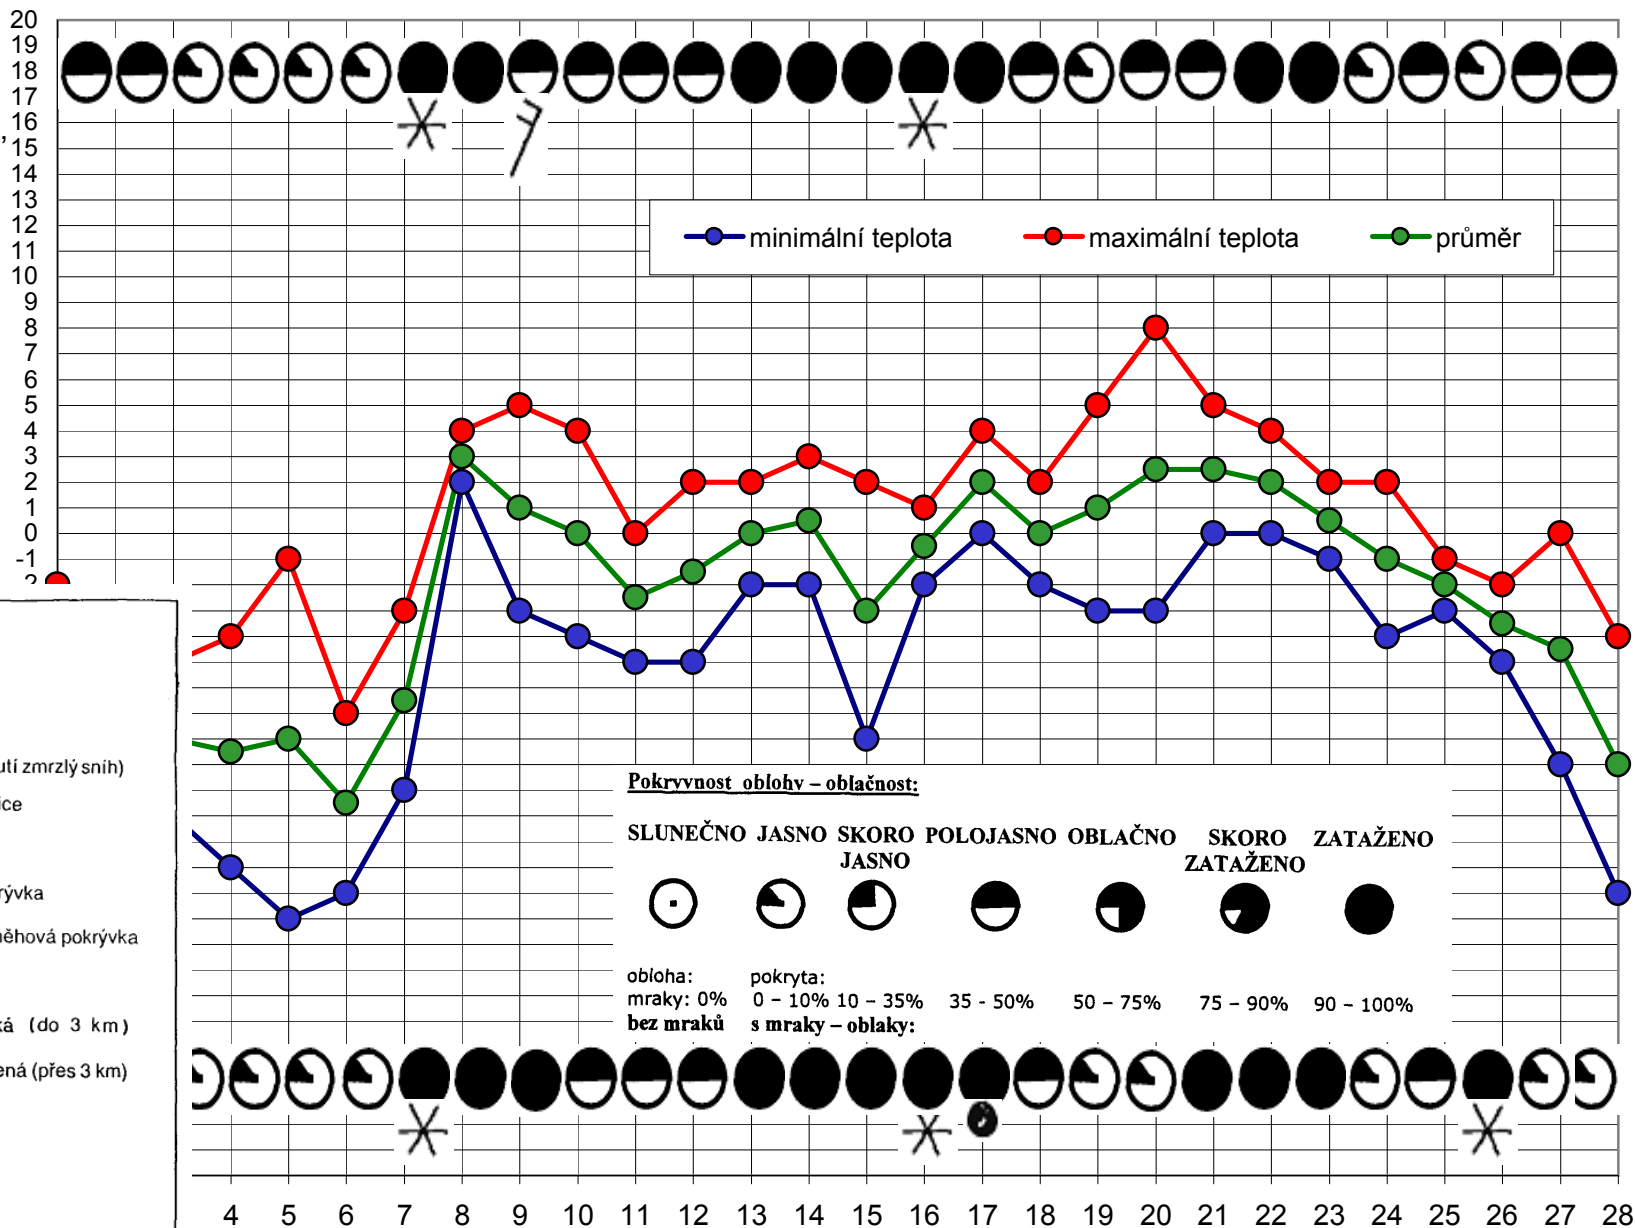 20
19
18
17
16
15
14
13
12
11
10
9
8
7
6
5
4
3
2
1
0
-1
minimální teplota
maximální teplota
průměr
utí zmrzlý sníh)
ice
rývka
něhová pokrývka
ká (do 3 km)
ená (přes 3 km)
Pokryvnost oblohy – oblačnost:
SLUNEČNO JASNO SKORO JASNO POLOJASNO OBLAČNO SKORO ZATAŽENO ZATAŽENO
obloha: pokryta:
mraky: 0% 0 – 10% 10 – 35% 35 - 50% 50 – 75% 75 – 90% 90 – 100%
bez mraků s mraky – oblaky:
4 5 6 7 8 9 10 11 12 13 14 15 16 17 18 19 20 21 22 23 24 25 26 27 28